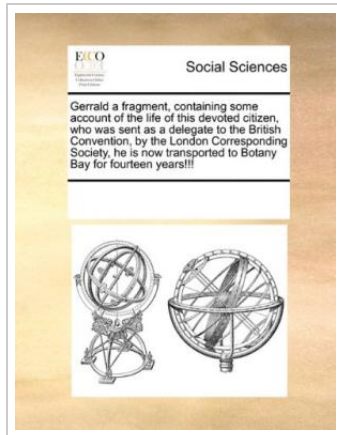 ECCO
Social Sciences
Gerrald a fragment, containing some
account of the life of this devoted citizen,
who was sent as a delegate to the British
Convention, by the London Corresponding
Society, he is now transported to Botany
Bay for fourteen years!!!